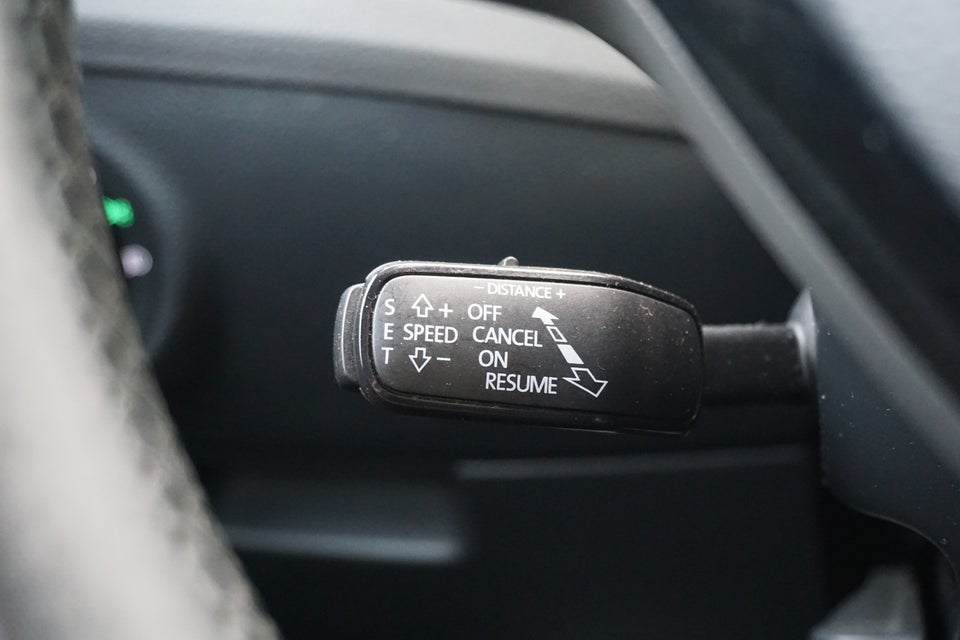 − DISTANCE +
S + OFF
E SPEED CANCEL
T − ON
RESUME